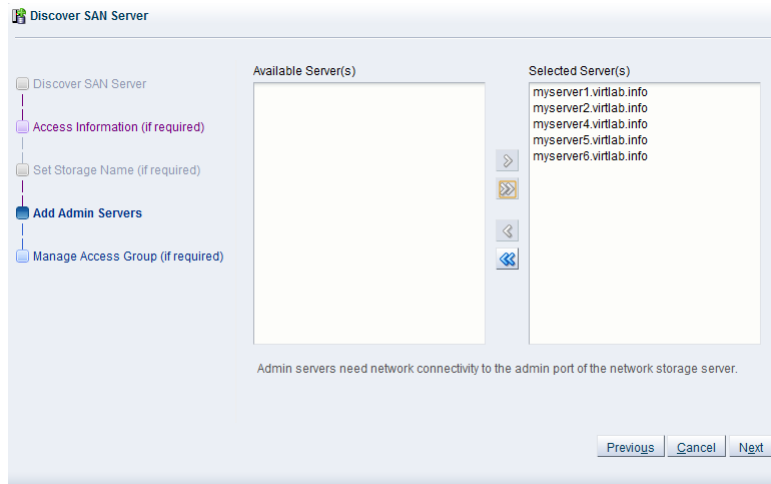 Discover SAN Server
Discover SAN Server
Access Information (if required)
Set Storage Name (if required)
Add Admin Servers
Manage Access Group (if required)
Available Server(s)
Selected Server(s)
myserver1.virtlab.info
myserver2.virtlab.info
myserver4.virtlab.info
myserver5.virtlab.info
myserver6.virtlab.info
Admin servers need network connectivity to the admin port of the network storage server.
Previous Cancel Next